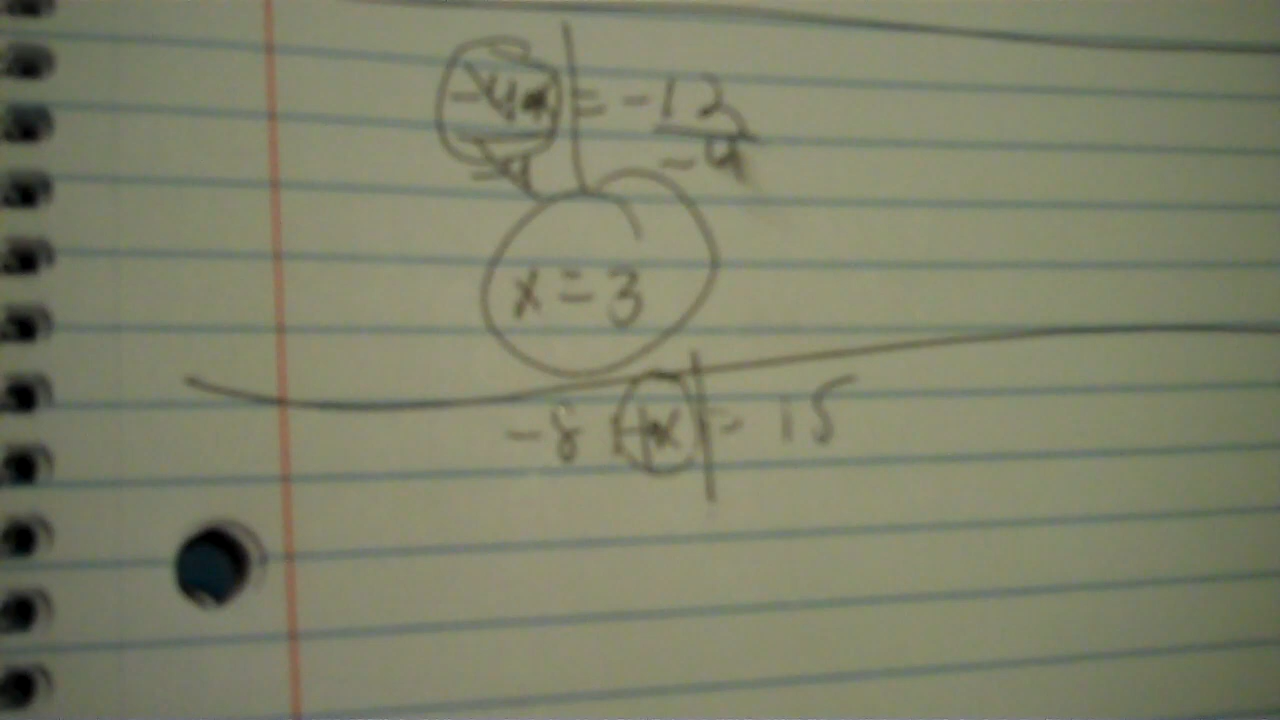 -4x = -12
-4 -4
x = 3
-8 +x = 15